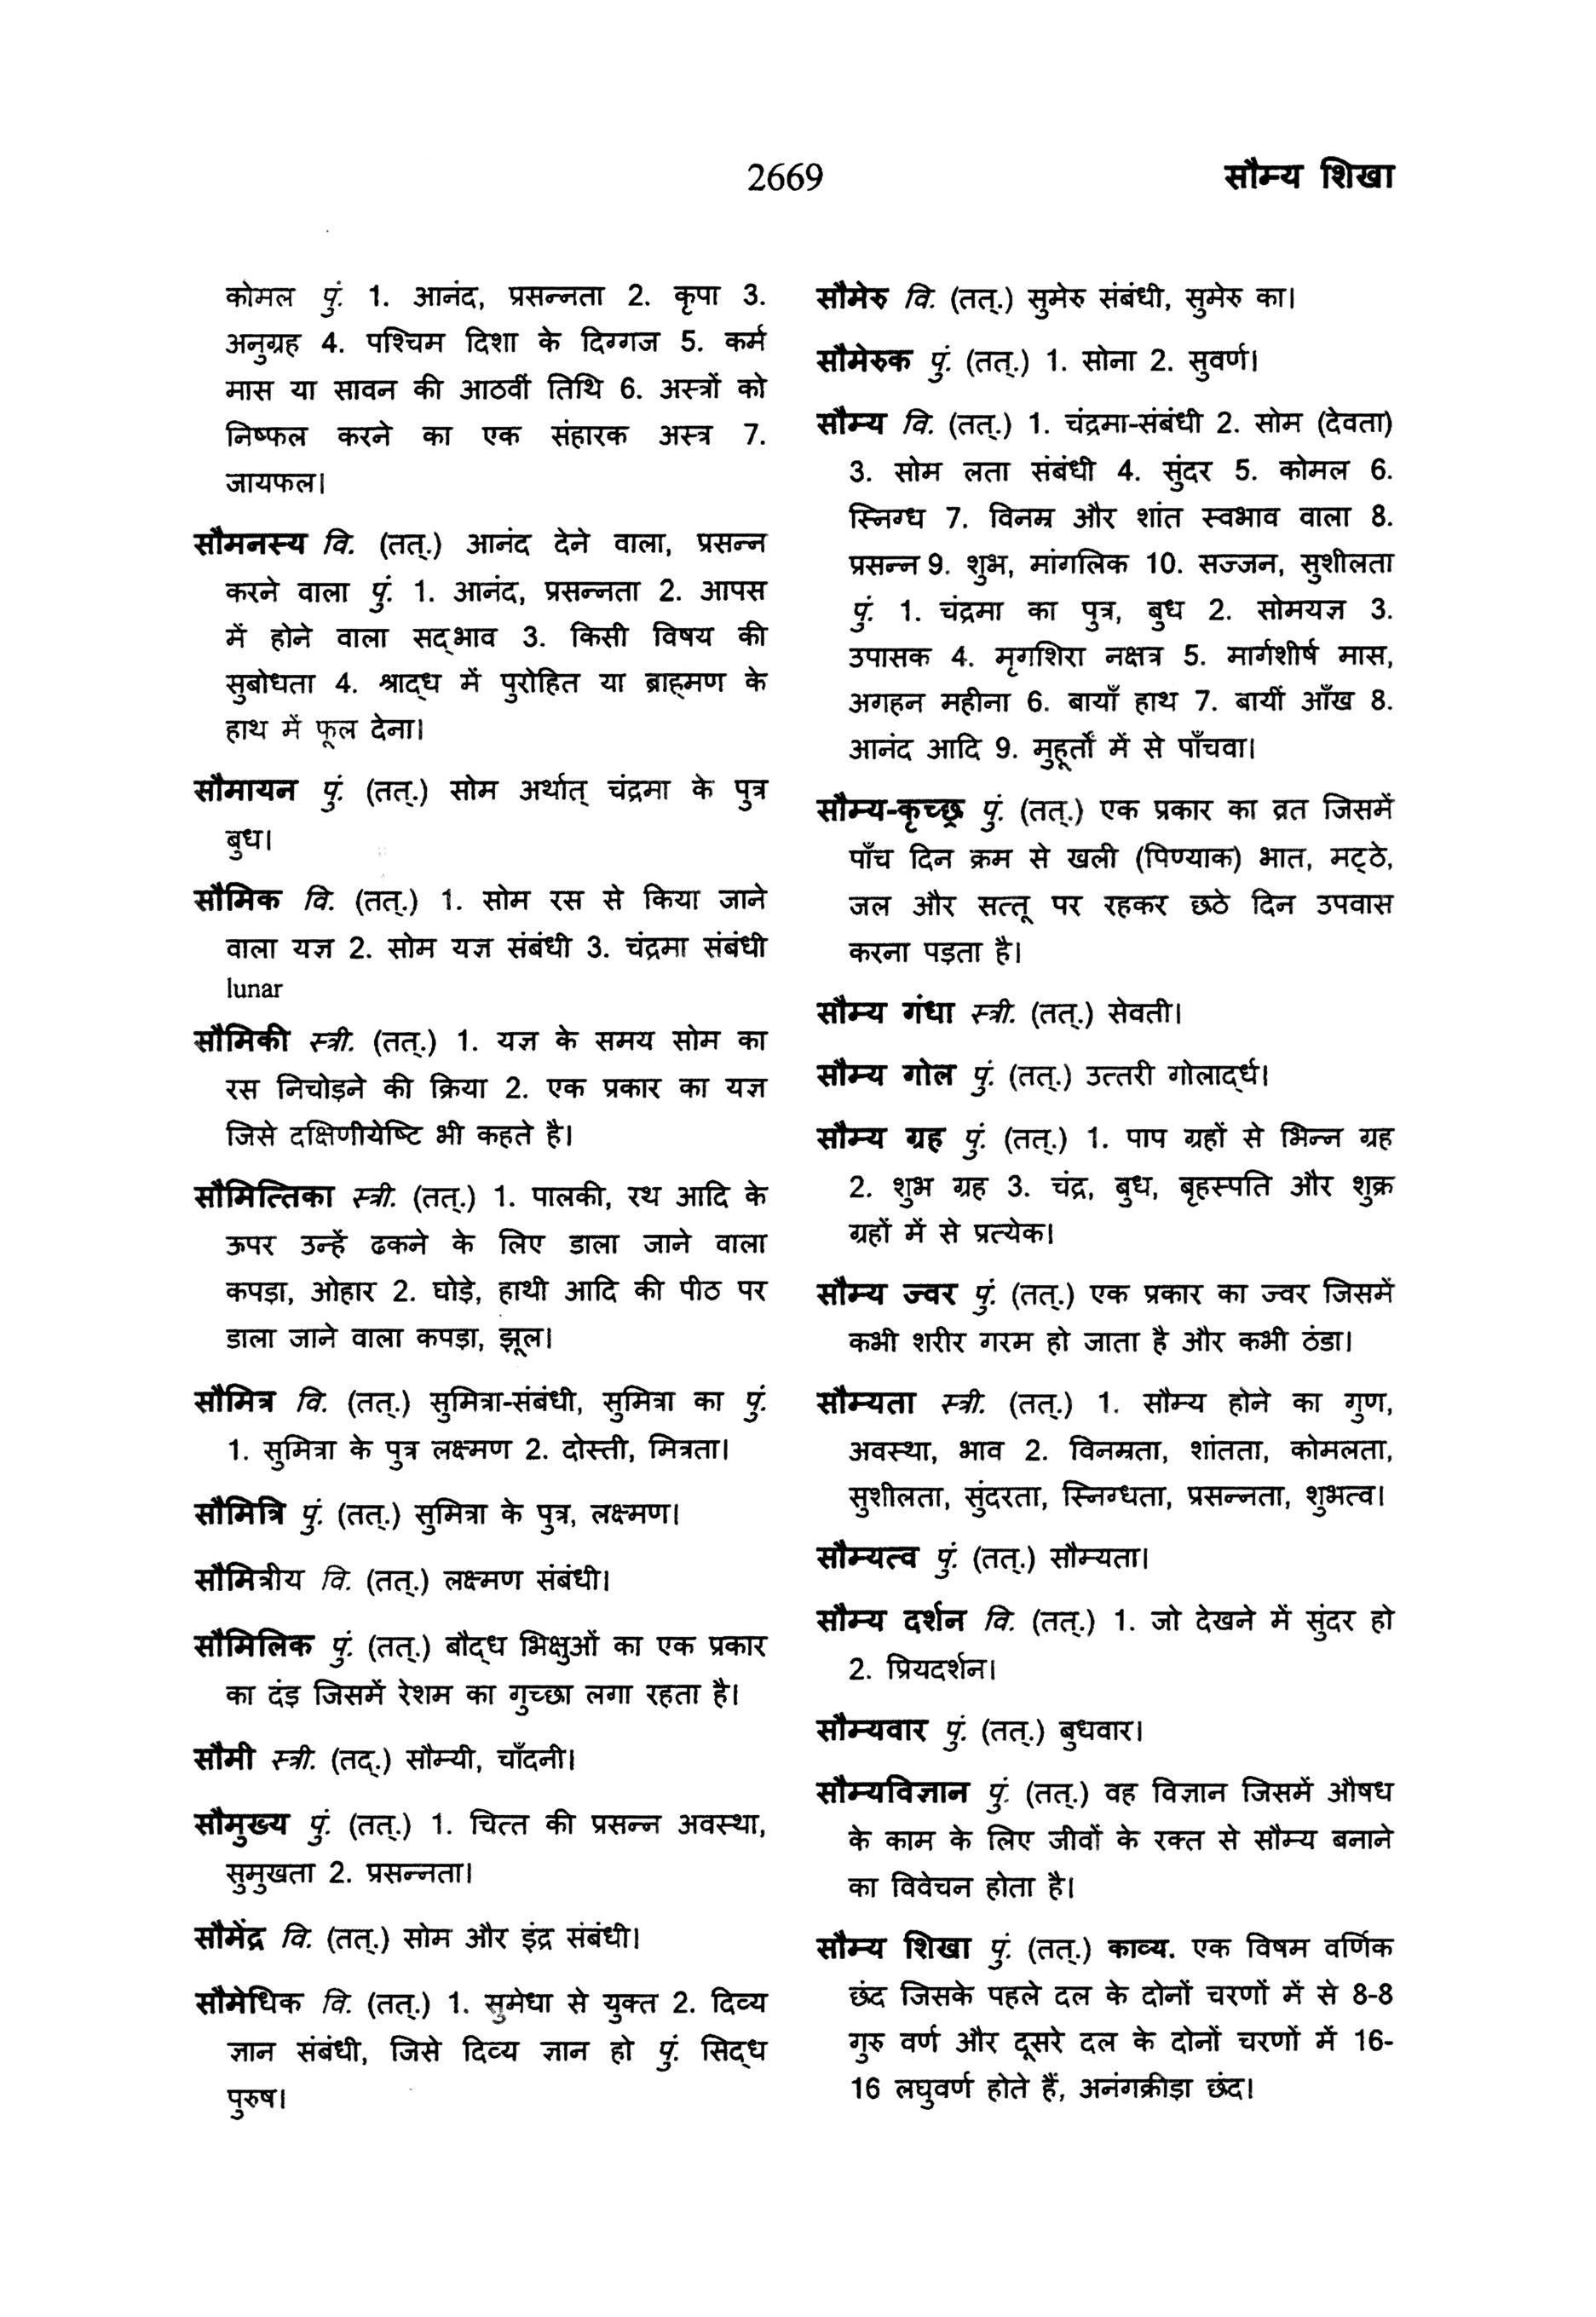 2669
सौम्य शिखा
कोमल पुं. 1. आनंद, प्रसन्नता 2. कृपा 3.
अनुग्रह 4. पश्चिम दिशा के दिग्गज 5. कर्म
मास या सावन की आठवीं तिथि 6. अस्त्रों को
निष्फल करने का एक संहारक अस्त्र 7.
जायफल।
सौमनस्य वि. (तत्.) आनंद देने वाला, प्रसन्न
करने वाला पुं. 1. आनंद, प्रसन्नता 2. आपस
में होने वाला सद्भाव 3. किसी विषय की
सुबोधता 4. श्राद्ध में पुरोहित या ब्राह्मण के
हाथ में फूल देना।
सौमायन पुं. (तत्.) सोम अर्थात् चंद्रमा के पुत्र
बुध।
सौमिक वि. (तत्.) 1. सोम रस से किया जाने
वाला यज्ञ 2. सोम यज्ञ संबंधी 3. चंद्रमा संबंधी
lunar
सौमिकी स्त्री. (तत्.) 1. यज्ञ के समय सोम का
रस निचोड़ने की क्रिया 2. एक प्रकार का यज्ञ
जिसे दक्षिणीयेष्टि भी कहते है।
सौमित्तिका स्त्री. (तत्.) 1. पालकी, रथ आदि के
ऊपर उन्हें ढकने के लिए डाला जाने वाला
कपड़ा, ओहार 2. घोड़े, हाथी आदि की पीठ पर
डाला जाने वाला कपड़ा, झूल।
सौमित्र वि. (तत्.) सुमित्रा-संबंधी, सुमित्रा का पुं.
1. सुमित्रा के पुत्र लक्ष्मण 2. दोस्ती, मित्रता।
सौमित्रि पुं. (तत्.) सुमित्रा के पुत्र, लक्ष्मण।
सौमित्रीय वि. (तत्.) लक्ष्मण संबंधी।
सौमिलिक पुं. (तत्.) बौद्ध भिक्षुओं का एक प्रकार
का दंड़ जिसमें रेशम का गुच्छा लगा रहता है।
सौमी स्त्री. (तद्.) सौम्यी, चाँदनी।
सौमुख्य पुं. (तत्.) 1. चित्त की प्रसन्न अवस्था,
सुमुखता 2. प्रसन्नता।
सौमेंद्र वि. (तत्.) सोम और इंद्र संबंधी।
सौमेधिक वि. (तत्.) 1. सुमेधा से युक्त 2. दिव्य
ज्ञान संबंधी, जिसे दिव्य ज्ञान हो पुं. सिद्ध
पुरुष।
सौमेरु वि. (तत्.) सुमेरु संबंधी, सुमेरु का।
सौमेरुक पुं. (तत्.) 1. सोना 2. सुवर्ण।
सौम्य वि. (तत्.) 1. चंद्रमा-संबंधी 2. सोम (देवता)
3. सोम लता संबंधी 4. सुंदर 5. कोमल 6.
स्निग्ध 7. विनम्र और शांत स्वभाव वाला 8.
प्रसन्न 9. शुभ, मांगलिक 10. सज्जन, सुशीलता
पुं. 1. चंद्रमा का पुत्र, बुध 2. सोमयज्ञ 3.
उपासक 4. मृगशिरा नक्षत्र 5. मार्गशीर्ष मास,
अगहन महीना 6. बायाँ हाथ 7. बायीं आँख 8.
आनंद आदि 9. मुहूर्तों में से पाँचवा।
सौम्य-कृच्छ्र पुं. (तत्.) एक प्रकार का व्रत जिसमें
पाँच दिन क्रम से खली (पिण्याक) भात, मट्ठे,
जल और सत्तू पर रहकर छठे दिन उपवास
करना पड़ता है।
सौम्य गंधा स्त्री. (तत्.) सेवती।
सौम्य गोल पुं. (तत्.) उत्तरी गोलार्द्ध।
सौम्य ग्रह पुं. (तत्.) 1. पाप ग्रहों से भिन्न ग्रह
2. शुभ ग्रह 3. चंद्र, बुध, बृहस्पति और शुक्र
ग्रहों में से प्रत्येक।
सौम्य ज्वर पुं. (तत्.) एक प्रकार का ज्वर जिसमें
कभी शरीर गरम हो जाता है और कभी ठंडा।
सौम्यता स्त्री. (तत्.) 1. सौम्य होने का गुण,
अवस्था, भाव 2. विनम्रता, शांतता, कोमलता,
सुशीलता, सुंदरता, स्निग्धता, प्रसन्नता, शुभत्व।
सौम्यत्व पुं. (तत्.) सौम्यता।
सौम्य दर्शन वि. (तत्.) 1. जो देखने में सुंदर हो
2. प्रियदर्शन।
सौम्यवार पुं. (तत्.) बुधवार।
सौम्यविज्ञान पुं. (तत्.) वह विज्ञान जिसमें औषध
के काम के लिए जीवों के रक्त से सौम्य बनाने
का विवेचन होता है।
सौम्य शिखा पुं. (तत्.) काव्य. एक विषम वर्णिक
छंद जिसके पहले दल के दोनों चरणों में से 8-8
गुरु वर्ण और दूसरे दल के दोनों चरणों में 16-
16 लघुवर्ण होते हैं, अनंगक्रीड़ा छंद।